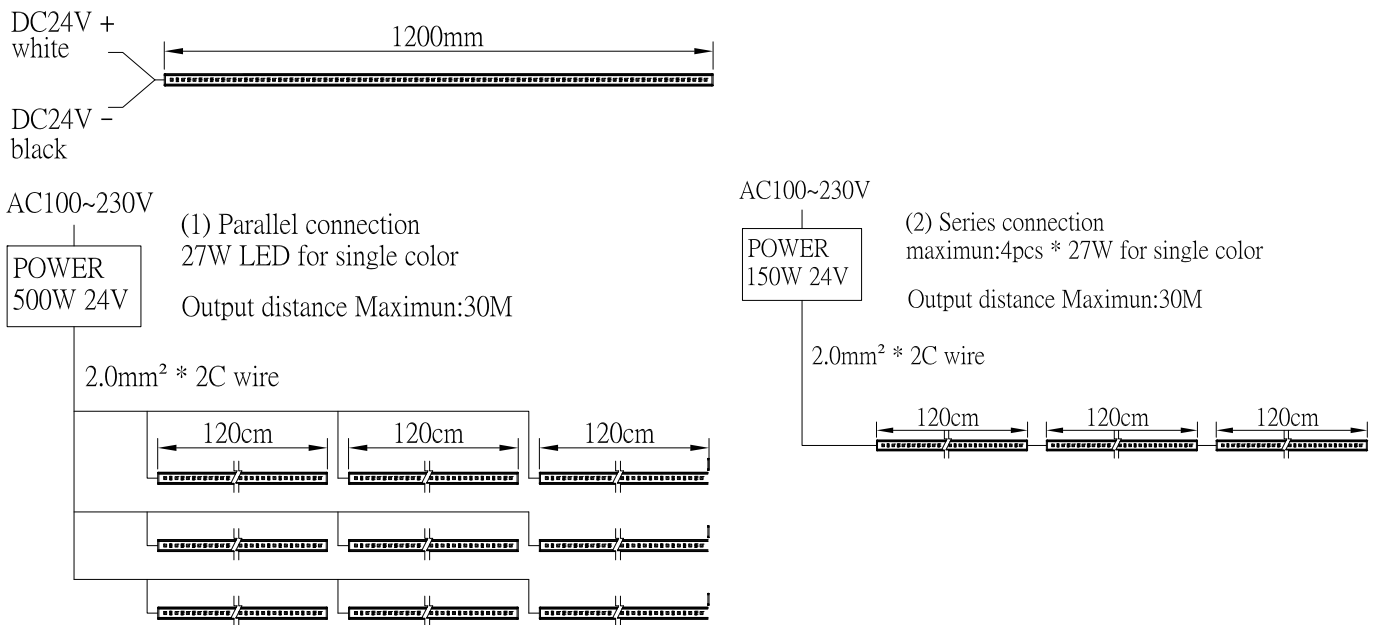 DC24V +
white
1200mm
DC24V -
black
AC100~230V
(1) Parallel connection
27W LED for single color
POWER
500W 24V
Output distance Maximun:30M
2.0mm² * 2C wire
120cm
120cm
120cm
AC100~230V
(2) Series connection
maximun:4pcs * 27W for single color
POWER
150W 24V
Output distance Maximun:30M
2.0mm² * 2C wire
120cm
120cm
120cm